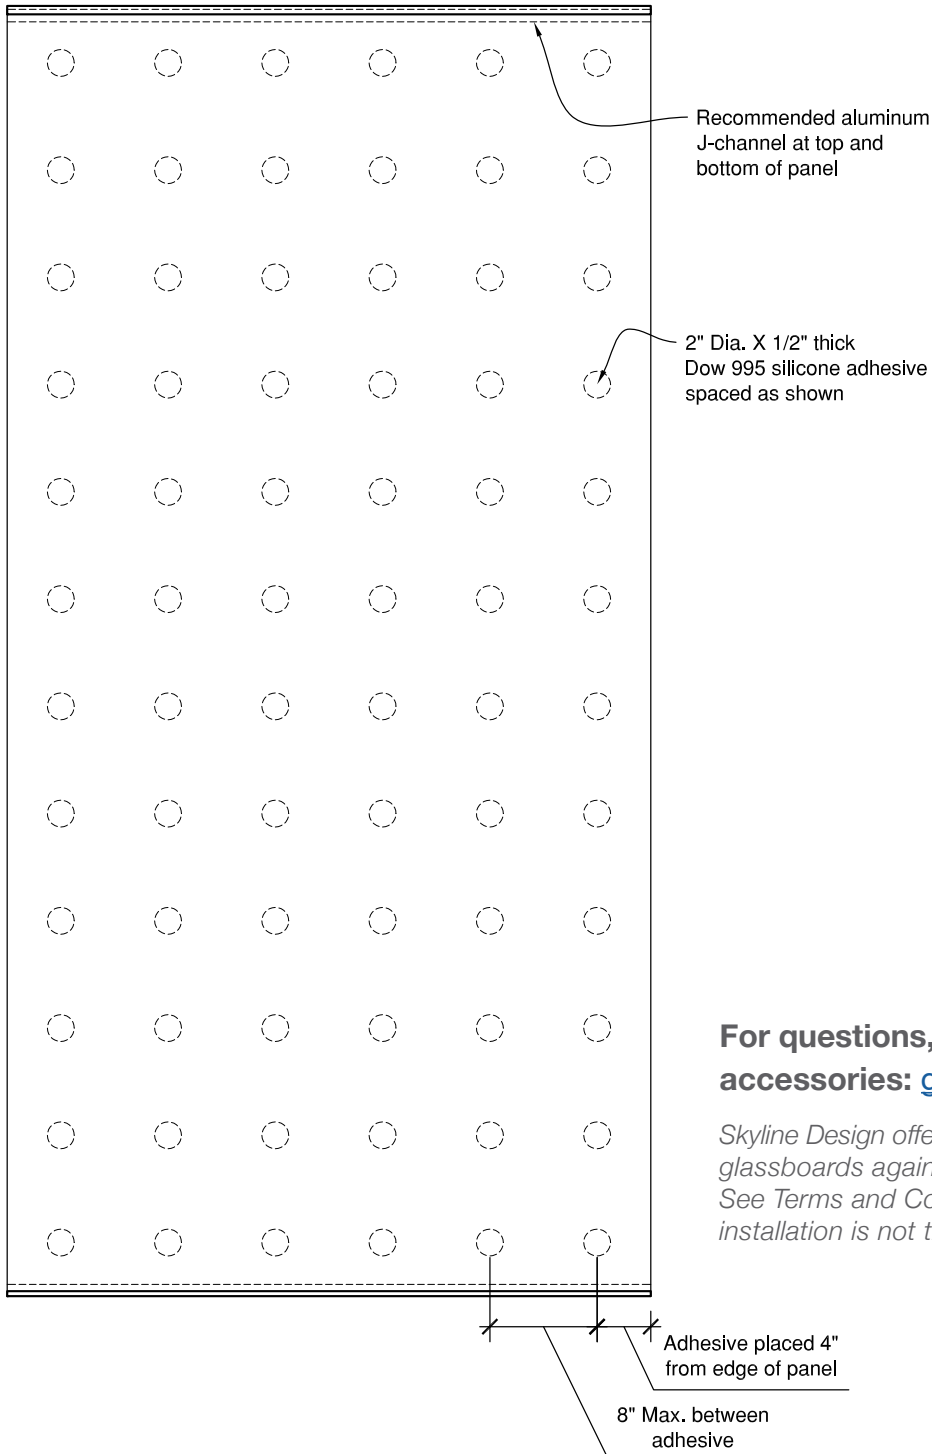 Recommended aluminum
J-channel at top and
bottom of panel
2" Dia. X 1/2" thick
Dow 995 silicone adhesive
spaced as shown
For questions,
accessories:
Skyline Design offe
glassboards again
See Terms and Co
installation is not t
Adhesive placed 4"
from edge of panel
8" Max. between
adhesive